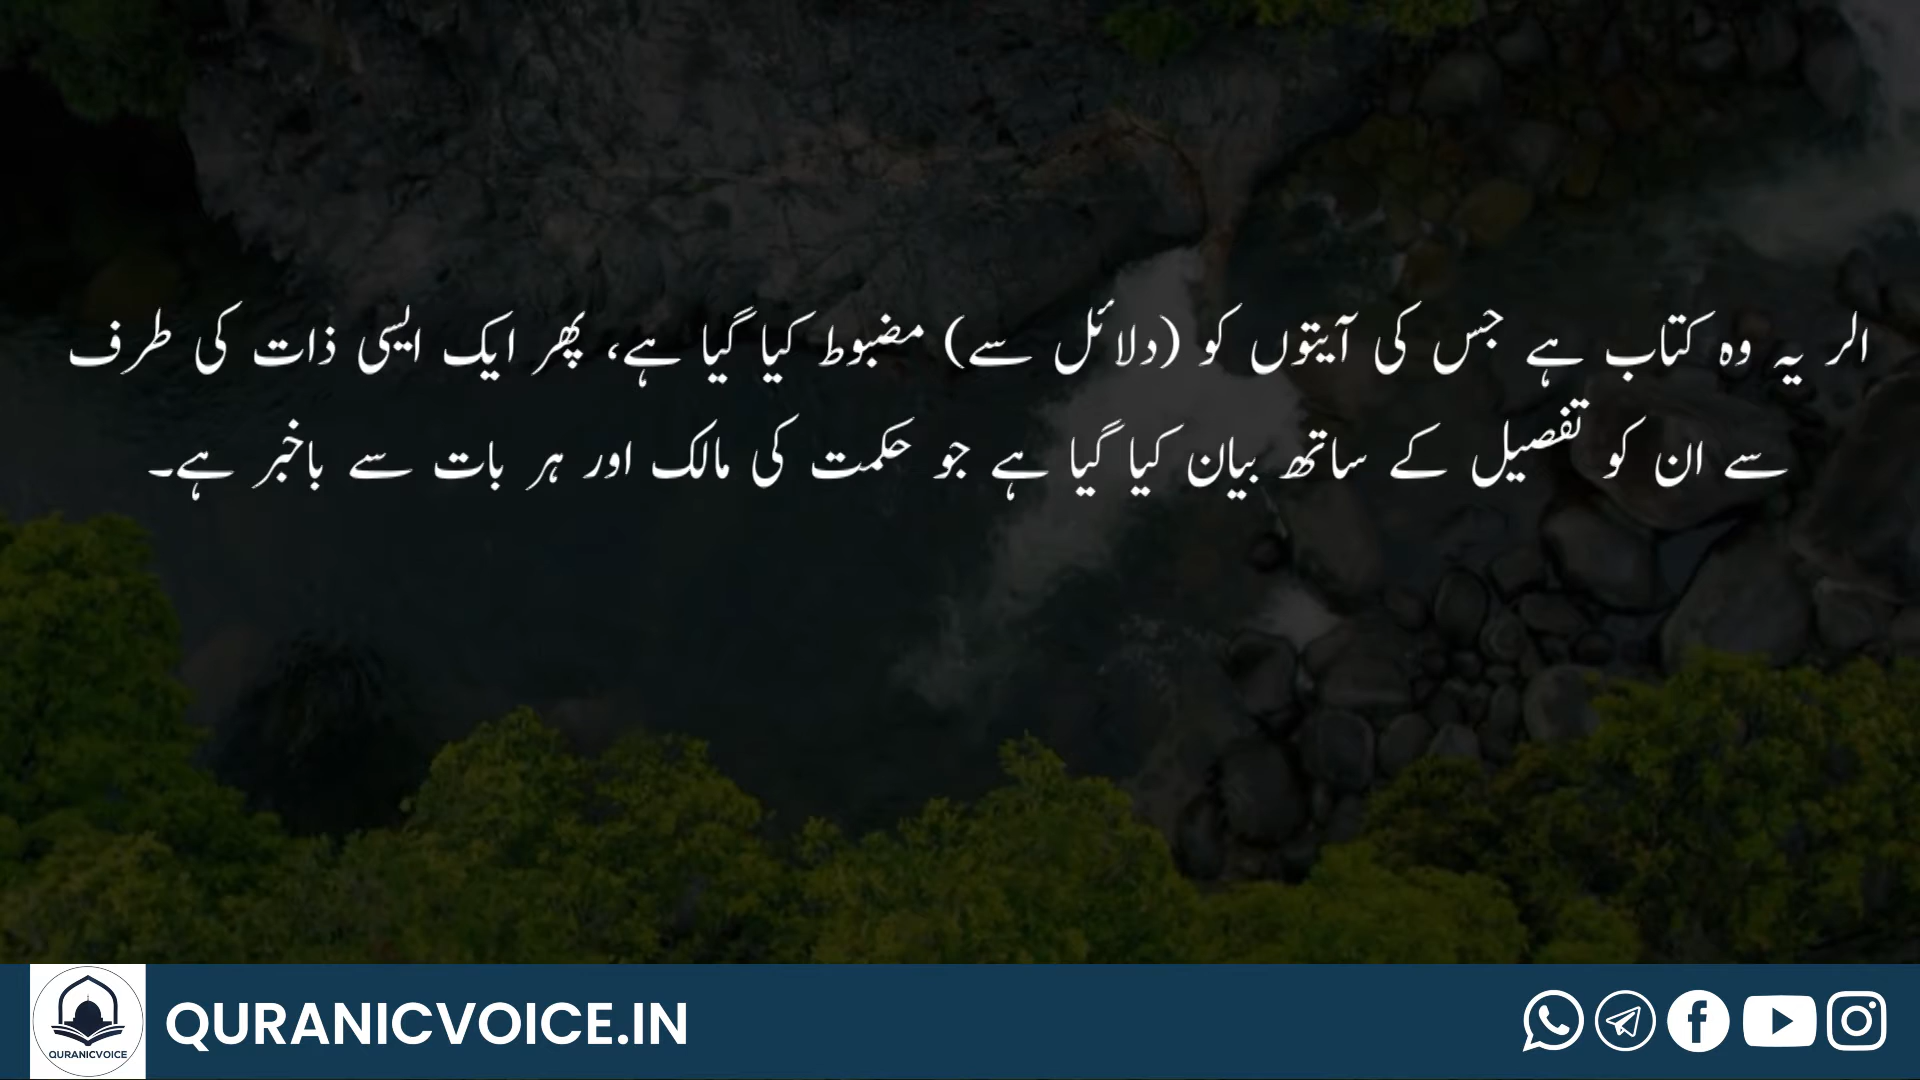 الر یہ وہ کتاب ہے جس کی آیتوں کو (دلائل سے) مضبوط کیا گیا ہے، پھر ایک ایسی ذات کی طرف
سے ان کو تفصیل کے ساتھ بیان کیا گیا ہے جو حکمت کی مالک اور ہر بات سے باخبر ہے۔
QURANICVOICE
QURANICVOICE.IN